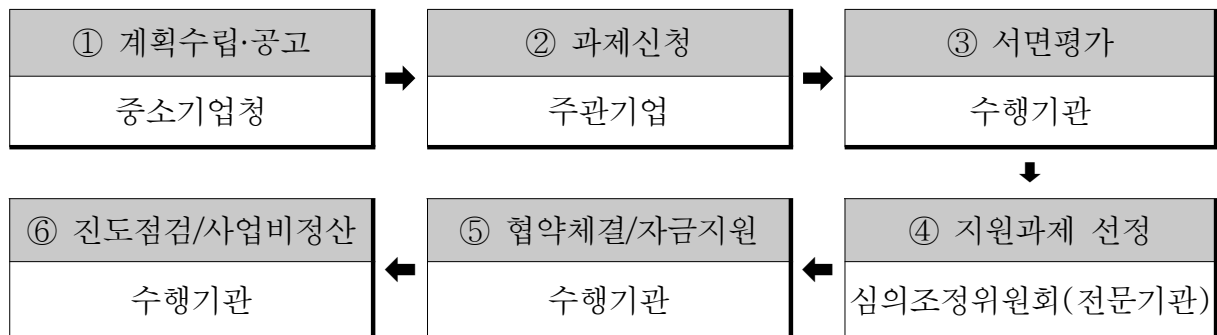 ① 계획수립·공고
중소기업청
② 과제신청
주관기업
③ 서면평가
수행기관
④ 지원과제 선정
심의조정위원회(전문기관)
⑤ 협약체결/자금지원
수행기관
⑥ 진도점검/사업비정산
수행기관